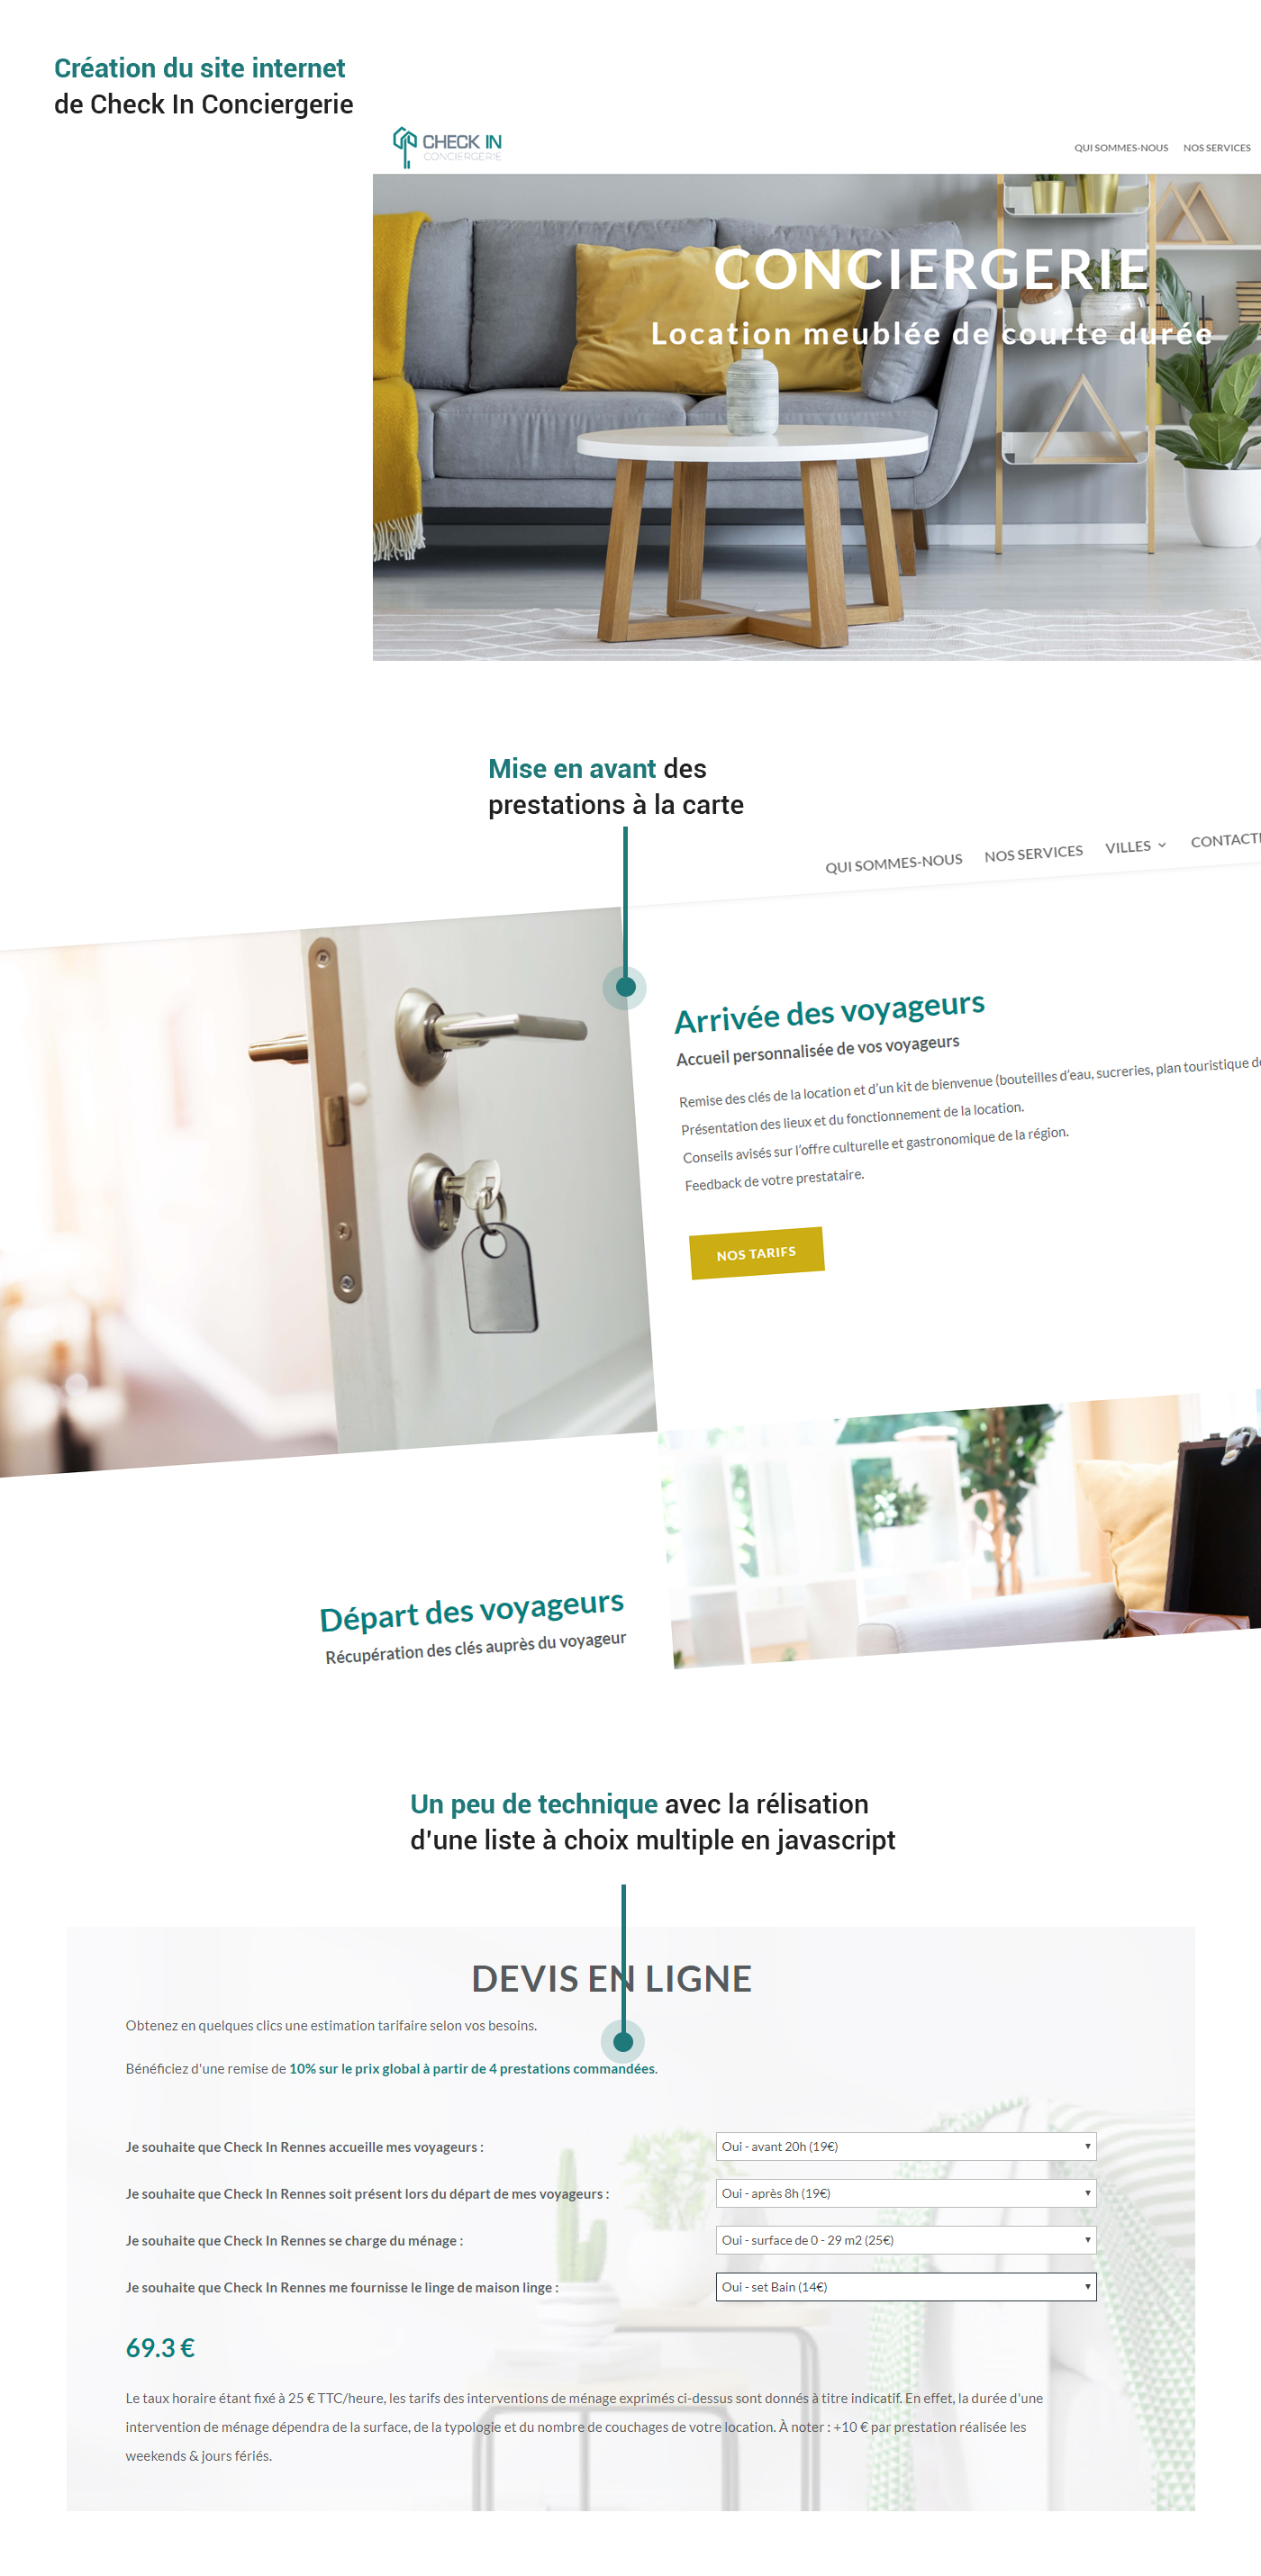 Création du site internet
de Check In Conciergerie
CHECK IN
CONCIERGERIE
QUI SOMMES-NOUS NOS SERVICES
CONCIERGERIE
Location meublée de courte durée
Mise en avant des
prestations à la carte
QUI SOMMES-NOUS NOS SERVICES VILLES
Arrivée des voyageurs
Accueil personnalisée de vos voyageurs
Remise des clés de la location et d'un kit de bienvenue (bouteilles d'eau, sucreries, plan touristique
Présentation des lieux et du fonctionnement de la location.
Conseils avisés sur l'offre culturelle et gastronomique de la région.
Feedback de votre prestataire.
NOS TARIFS
Départ des voyageurs
Récupération des clés auprès du voyageur
Un peu de technique avec la rélisation
d'une liste à choix multiple en javascript
DEVIS EN LIGNE
Obtenez en quelques clics une estimation tarifaire selon vos besoins.
Bénéficiez d'une remise de 10% sur le prix global à partir de 4 prestations commandées.
Je souhaite que Check In Rennes accueille mes voyageurs : Oui - avant 20h (19€)
Je souhaite que Check In Rennes soit présent lors du départ de mes voyageurs : Oui - après 8h (19€)
Je souhaite que Check In Rennes se charge du ménage : Oui - surface de 0 - 29 m2 (25€)
Je souhaite que Check In Rennes me fournisse le linge de maison linge : Oui - set Bain (14€)
69.3 €
Le taux horaire étant fixé à 25 € TTC/heure, les tarifs des interventions de ménage exprimés ci-dessus sont donnés à titre indicatif. En effet, la durée d'une
intervention de ménage dépendra de la surface, de la typologie et du nombre de couchages de votre location. À noter : +10 € par prestation réalisée les
weekends & jours fériés.